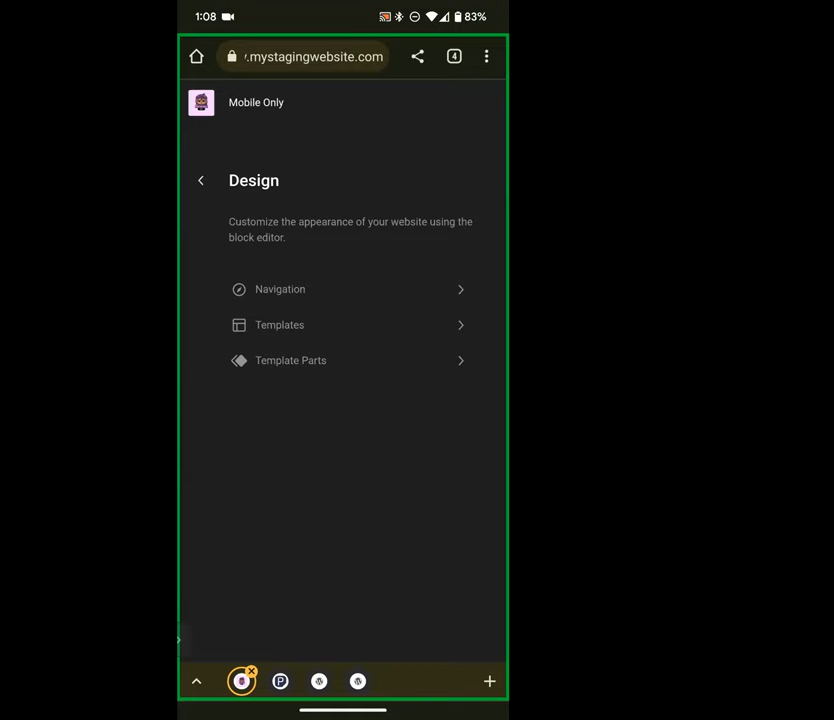 1:08
83%
y.mystagingwebsite.com
4
Mobile Only
Design
Customize the appearance of your website using the
block editor.
Navigation
Templates
Template Parts
P